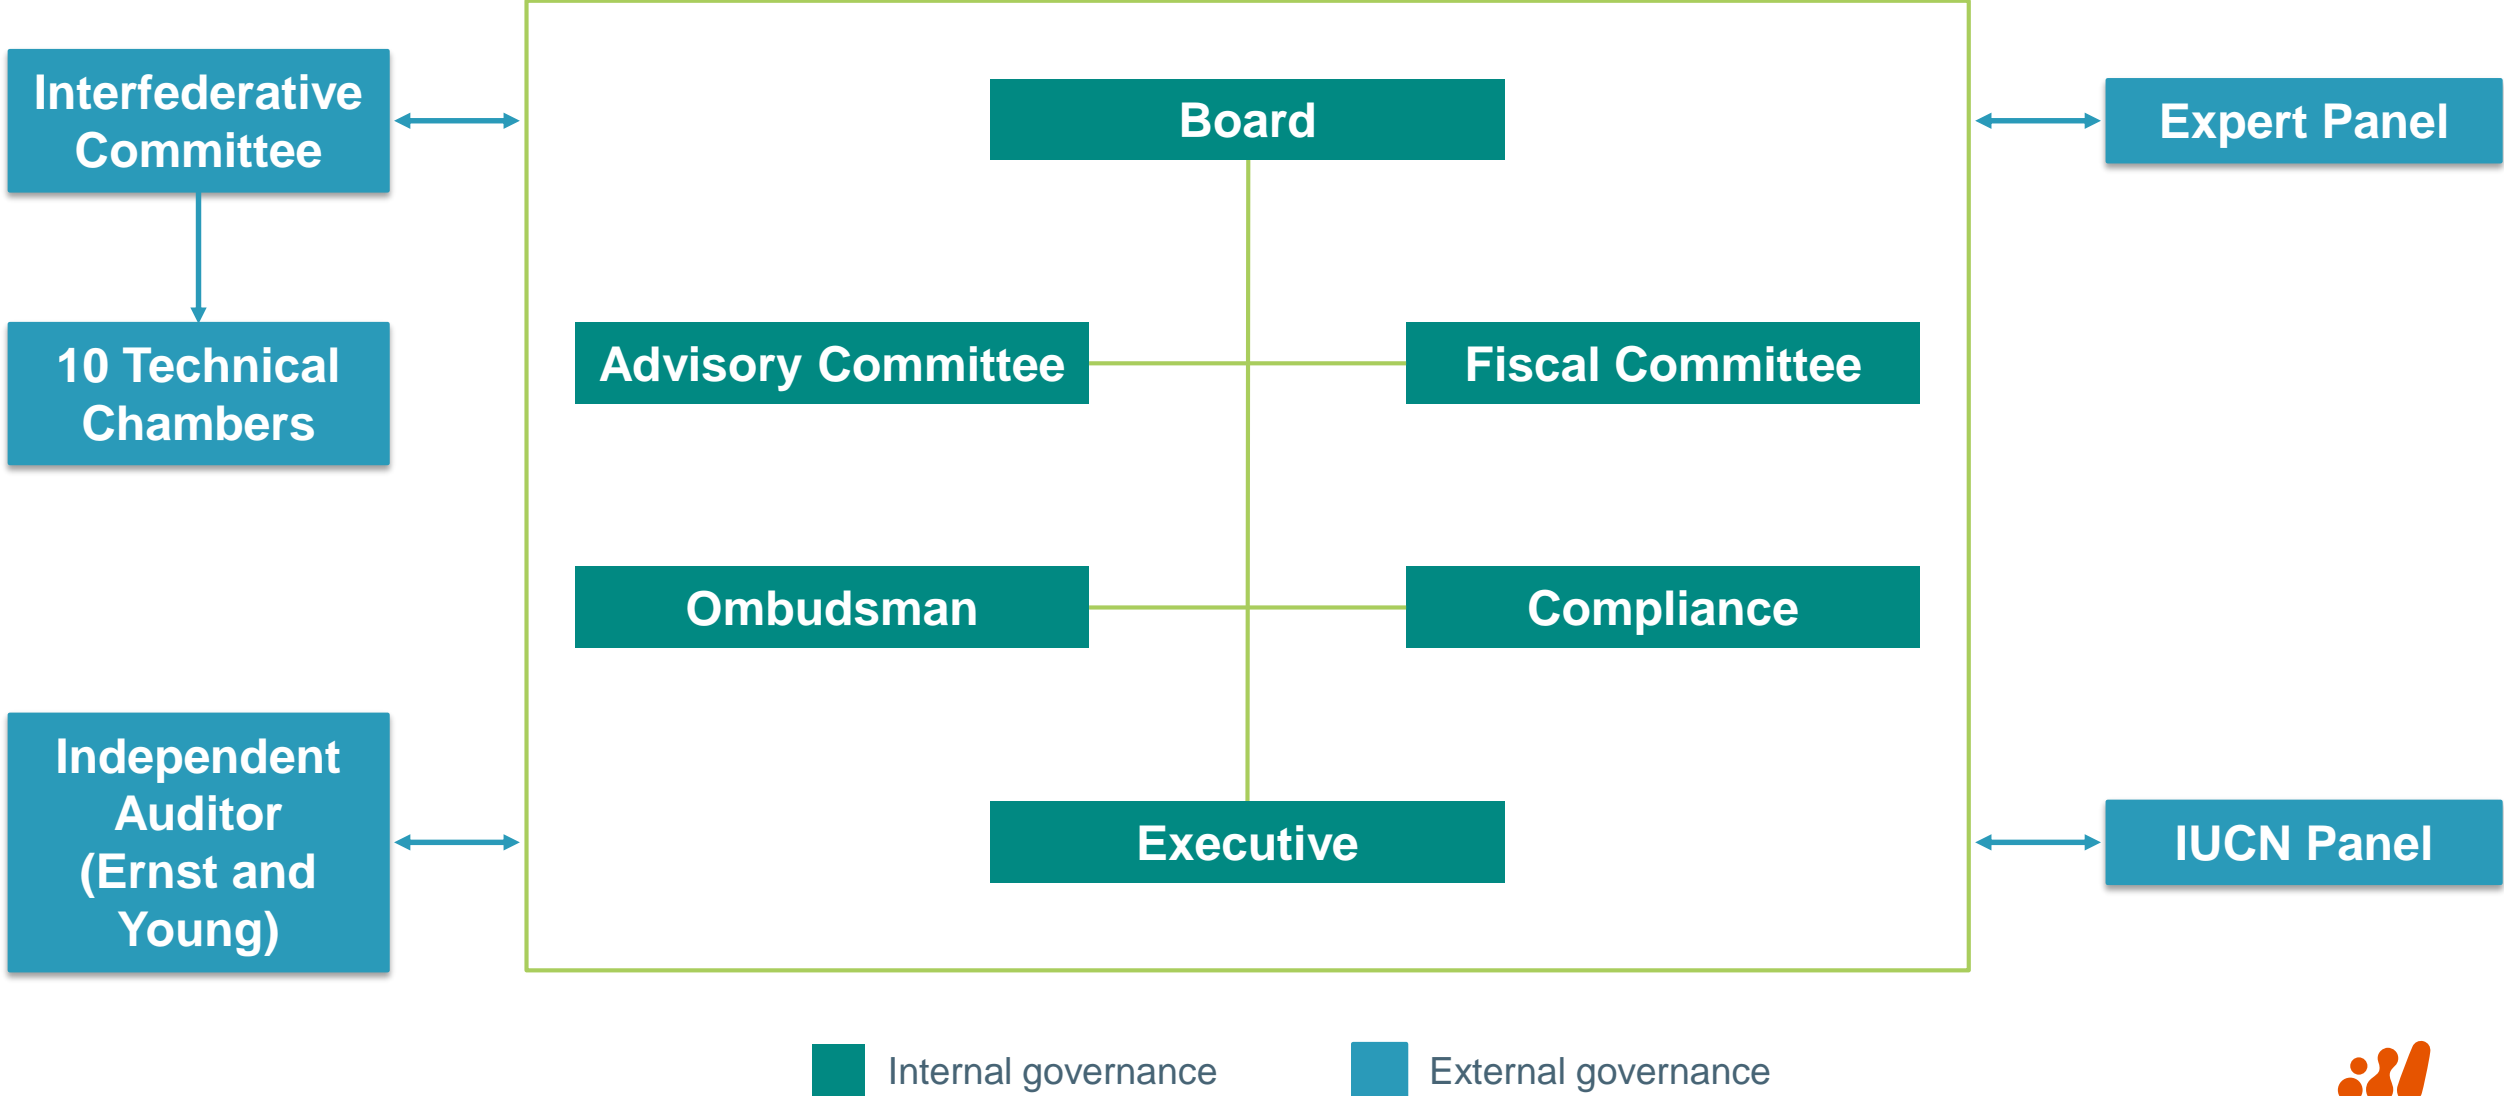 Interfederative
Committee
Board
Expert Panel
10 Technical
Chambers
Advisory Committee
Fiscal Committee
Ombudsman
Compliance
Independent
Auditor
(Ernst and
Young)
Executive
IUCN Panel
Internal governance
External governance